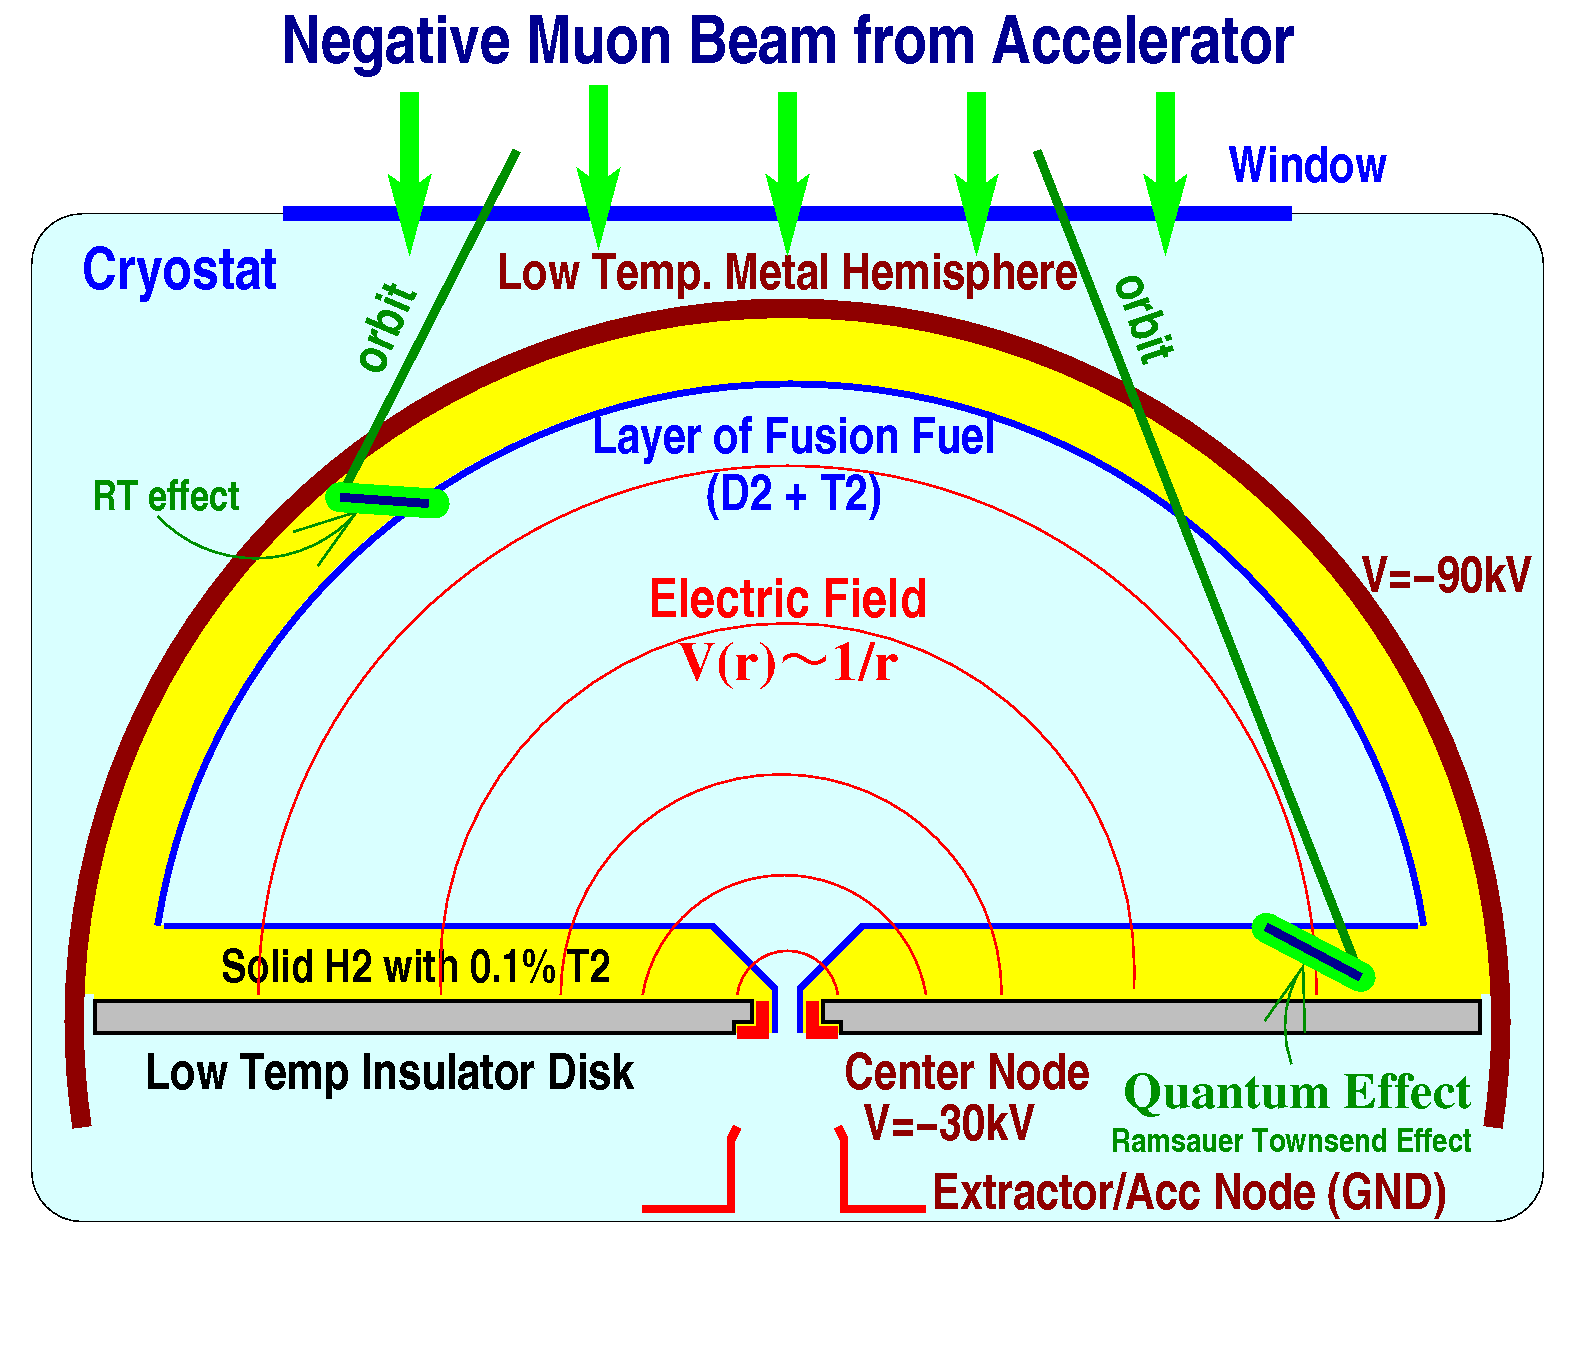 Negative Muon Beam from Accelerator
Window
Cryostat
Low Temp. Metal Hemisphere
orbit
orbit
Layer of Fusion Fuel
(D2 + T2)
RT effect
V=−90kV
Electric Field
V(r)～1/r
Solid H2 with 0.1% T2
Low Temp Insulator Disk
Center Node
V=−30kV
Quantum Effect
Ramsauer Townsend Effect
Extractor/Acc Node (GND)